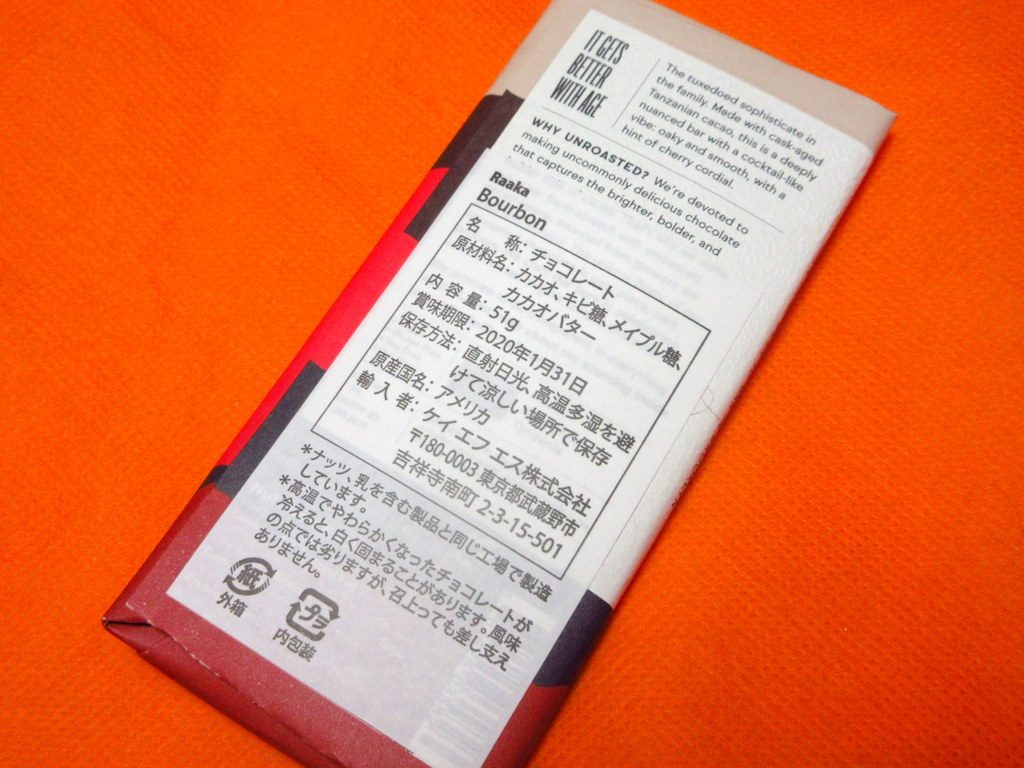 IT GETS
BETTER
WITH AGE
The tuxedoed sophisticate in
the family. Made with cask-aged
Tanzanian cacao, this is a deeply
nuanced bar with a cocktail-like
vibe: oaky and smooth, with a
hint of cherry cordial.
WHY UNROASTED? We're devoted to
making uncommonly delicious chocolate
that captures the brighter, bolder, and
Raaka
Bourbon
名 称: チョコレート
原材料名: カカオ、キビ糖、メイプル糖、
カカオバター
内 容 量: 51g
賞味期限: 2020年1月31日
保存方法: 直射日光、高温多湿を避
けて涼しい場所で保存
原産国名: アメリカ
輸 入 者: ケイ エフ エス株式会社
〒180-0003 東京都武蔵野市
吉祥寺南町 2-3-15-501
*ナッツ、乳を含む製品と同じ工場で製造
しています。
*高温でやわらかくなったチョコレートが
冷えると、白く固まることがあります。風味
の点では劣りますが、召上っても差し支え
ありません。
紙
外箱
プラ
内包装